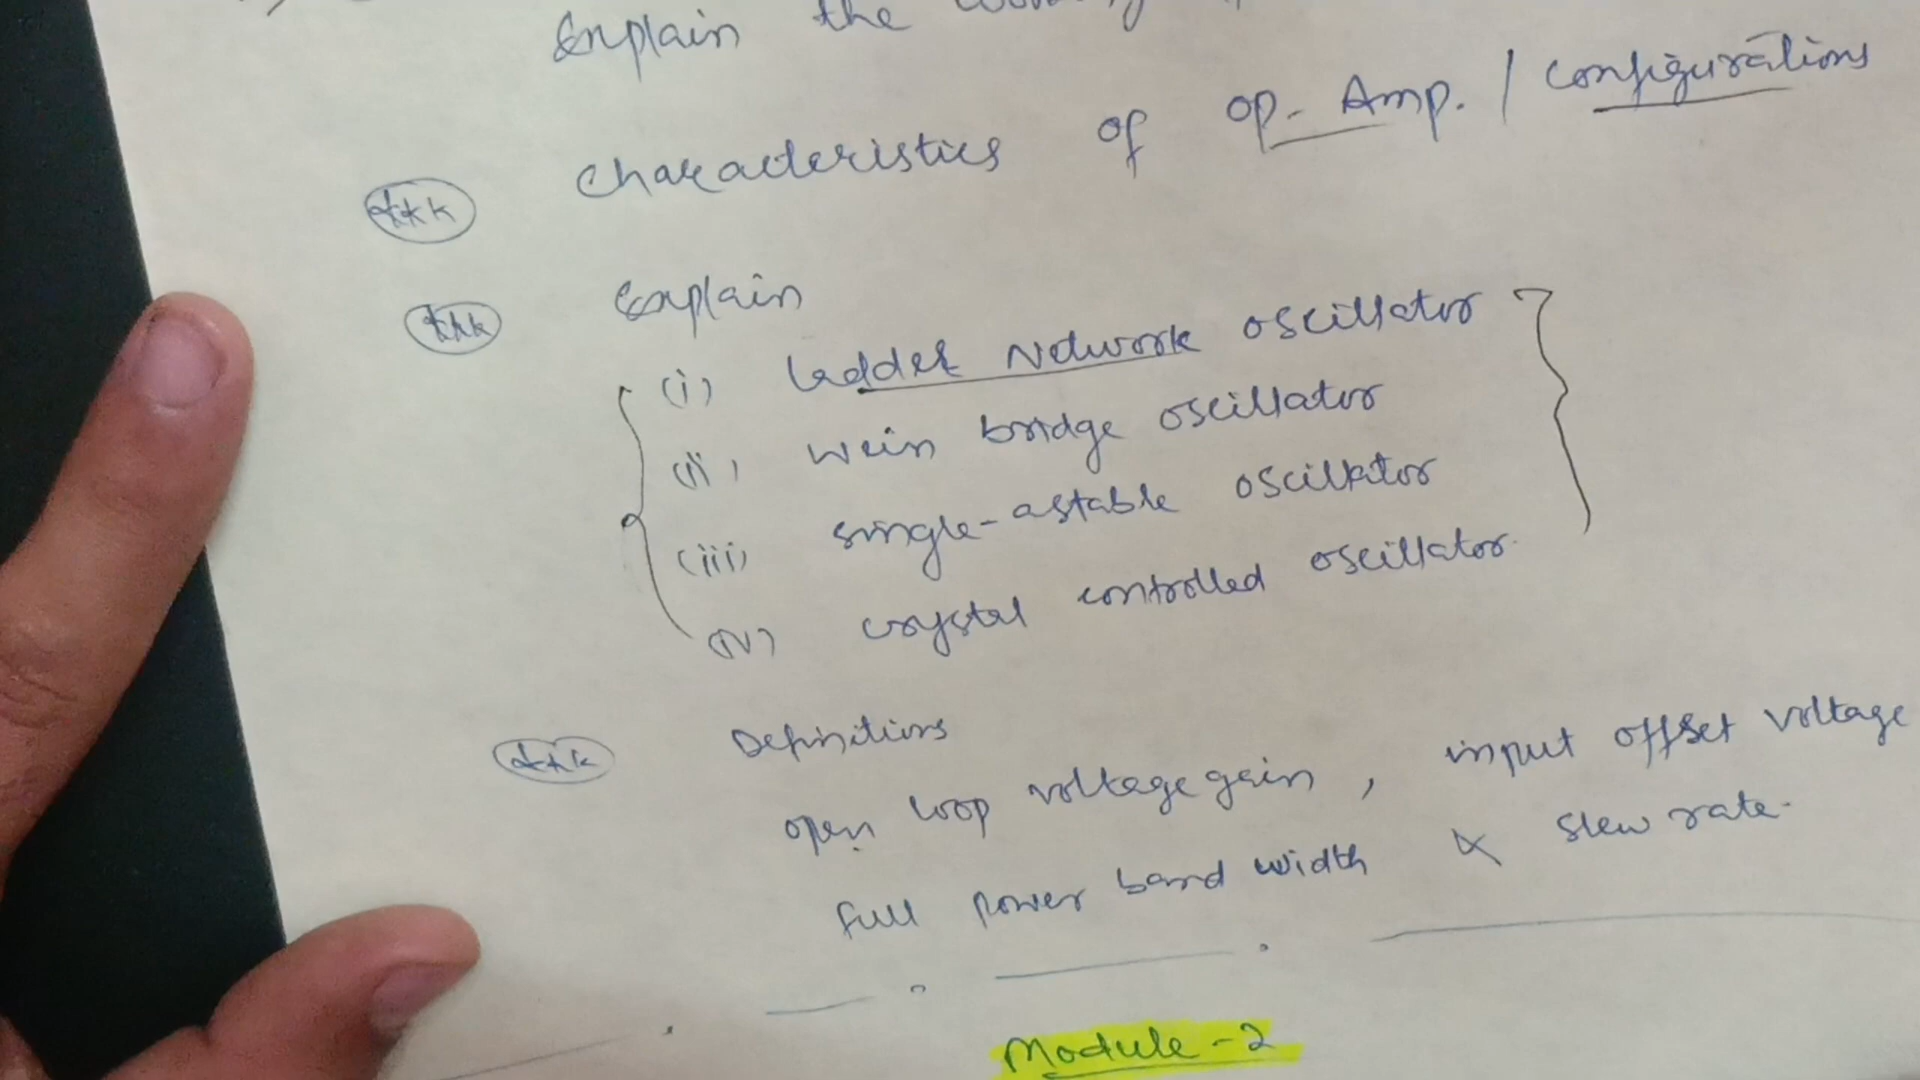 Explain the
*** characteristics of op-Amp. / configurations
*** Explain
(i) Ladder Network oscillator
(ii) wein bridge oscillator
(iii) single-astable oscillator
(iv) crystal controlled oscillator.
*** Definitions
open loop voltage gain, input offset voltage
full power band width & slew rate.
Module-2